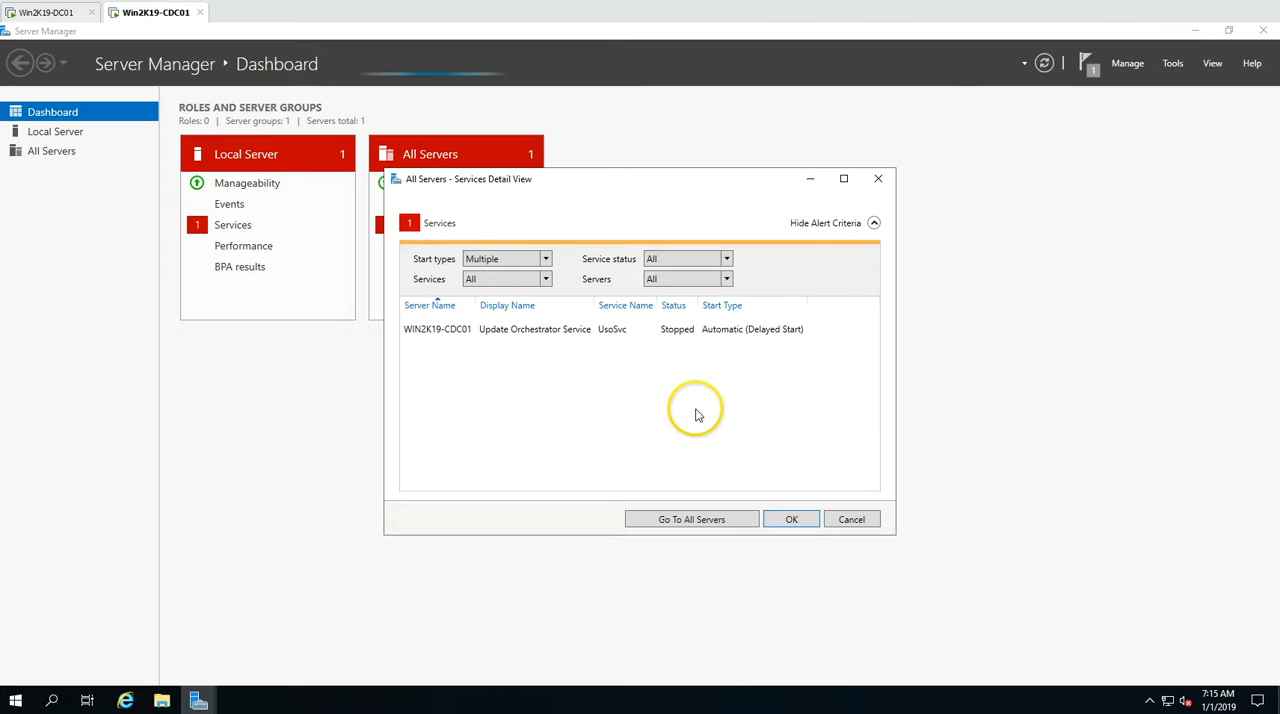 Win2K19-DC01
Win2K19-CDC01
Server Manager
Server Manager
Dashboard
1
Manage
Tools
View
Help
Dashboard
Local Server
All Servers
ROLES AND SERVER GROUPS
Roles: 0 | Server groups: 1 | Servers total: 1
Local Server 1
Manageability
Events
1 Services
Performance
BPA results
All Servers 1
All Servers - Services Detail View
1 Services
Hide Alert Criteria
Start types Multiple Service status All
Services All Servers All
Server Name Display Name Service Name Status Start Type
WIN2K19-CDC01 Update Orchestrator Service UsoSvc Stopped Automatic (Delayed Start)
Go To All Servers OK Cancel
7:15 AM
1/1/2019